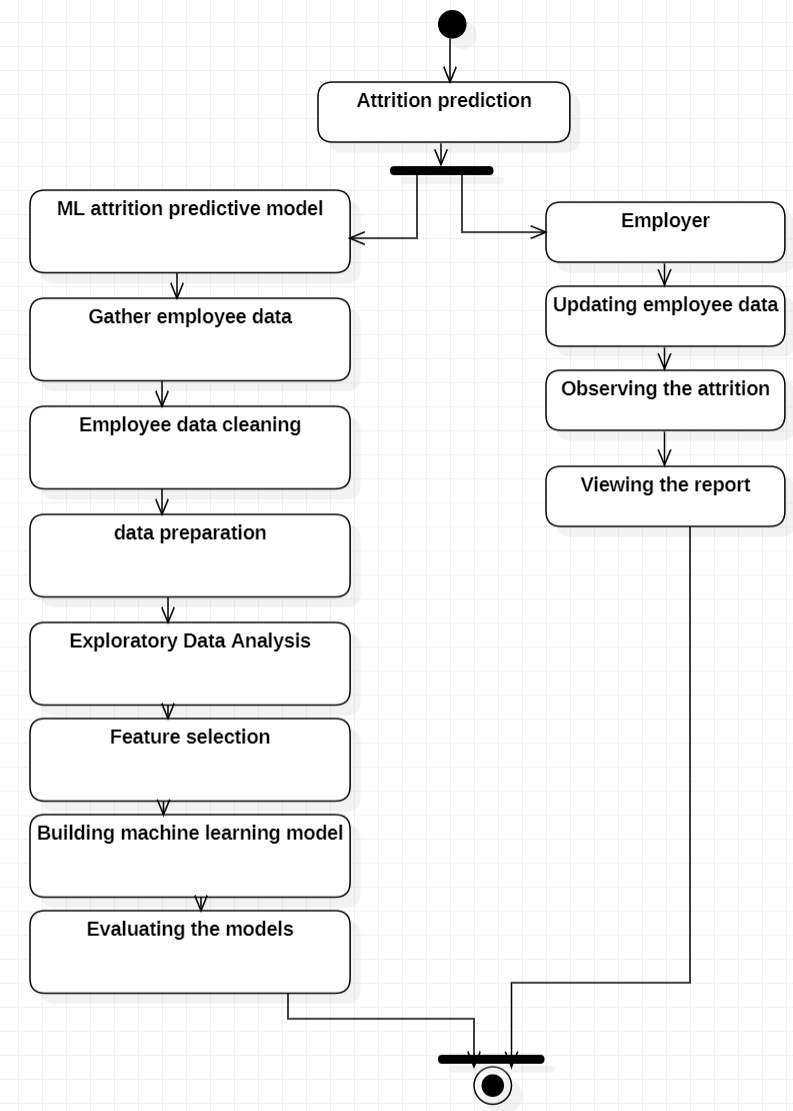 Attrition prediction
ML attrition predictive model
Gather employee data
Employee data cleaning
data preparation
Exploratory Data Analysis
Feature selection
Building machine learning model
Evaluating the models
Employer
Updating employee data
Observing the attrition
Viewing the report